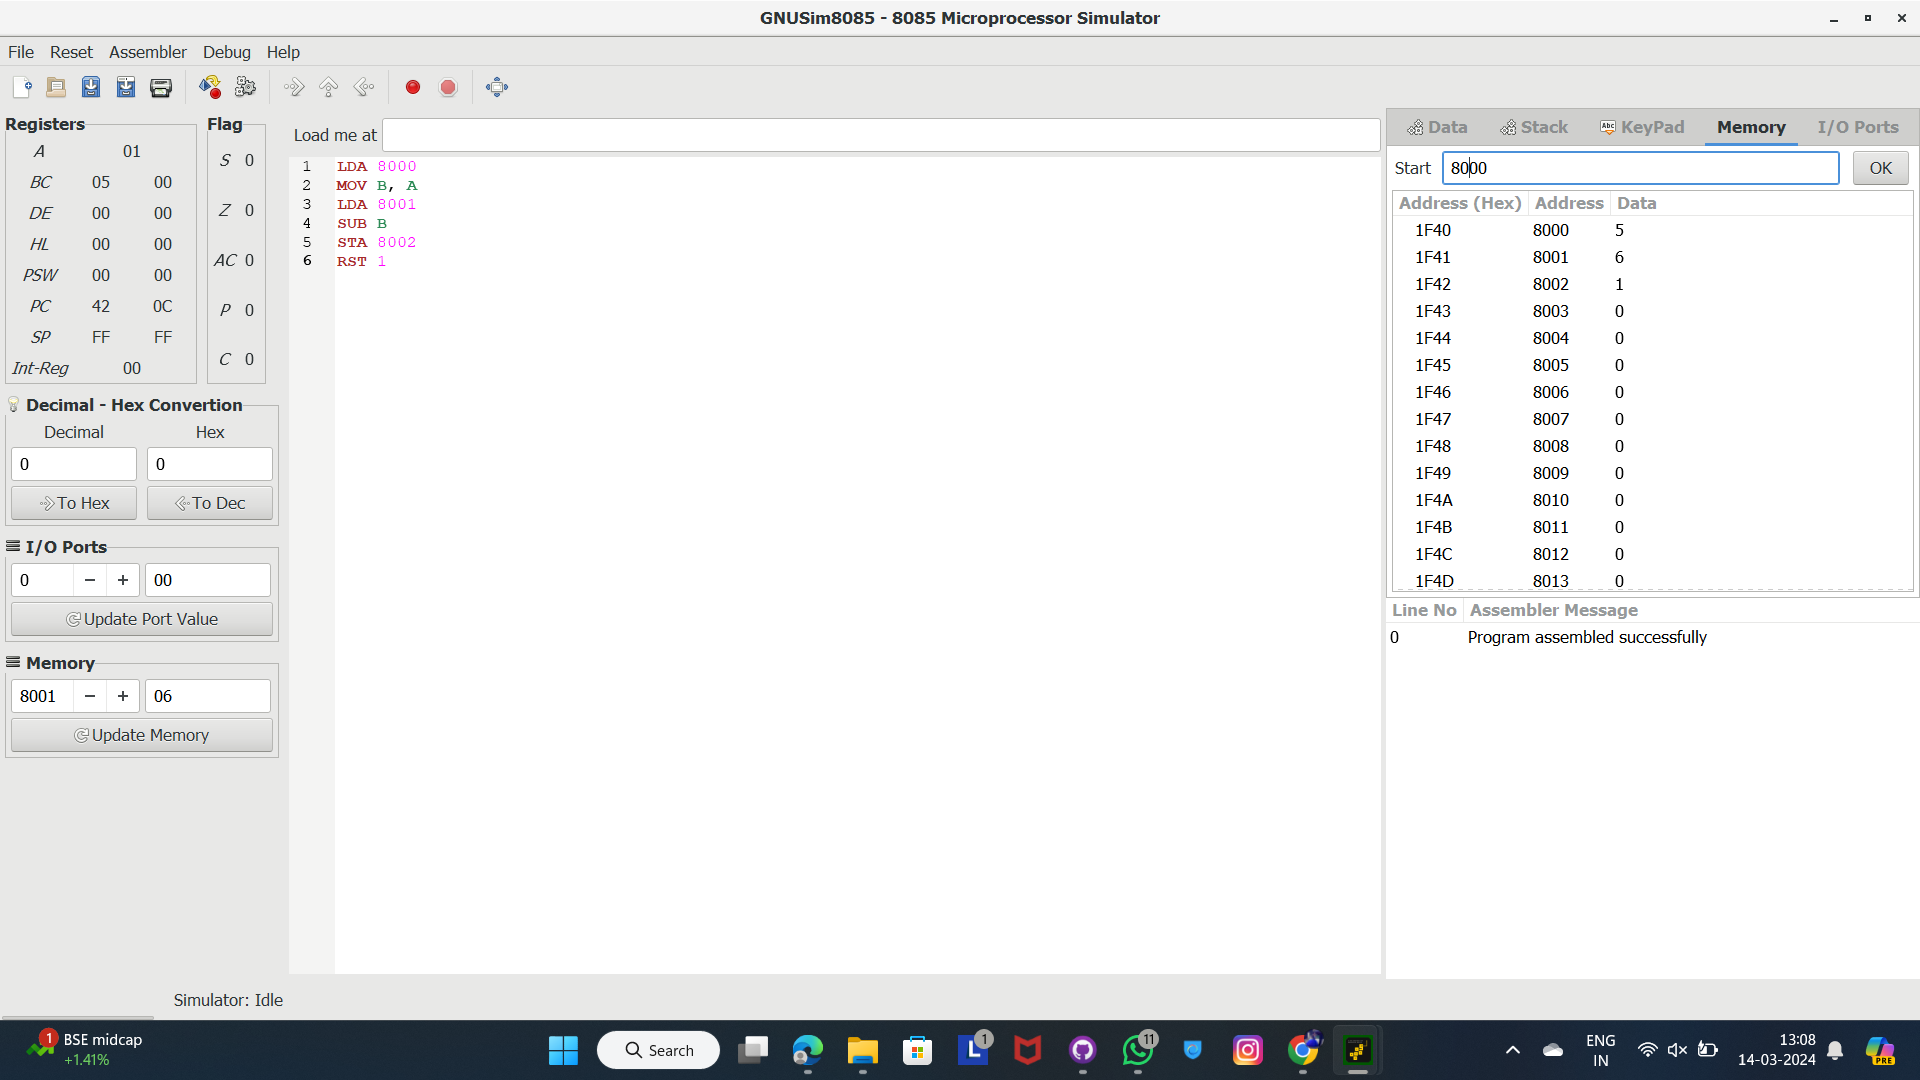 GNUSim8085 - 8085 Microprocessor Simulator
File Reset Assembler Debug Help
Registers
A 01
BC 05 00
DE 00 00
HL 00 00
PSW 00 00
PC 42 0C
SP FF FF
Int-Reg 00
Flag
S 0
Z 0
AC 0
P 0
C 0
Decimal - Hex Convertion
Decimal Hex
0 0
To Hex To Dec
I/O Ports
0 − + 00
Update Port Value
Memory
8001 − + 06
Update Memory
Load me at
1 LDA 8000
2 MOV B, A
3 LDA 8001
4 SUB B
5 STA 8002
6 RST 1
Data Stack Abc KeyPad Memory I/O Ports
Start 8000 OK
Address (Hex) Address Data
1F40 8000 5
1F41 8001 6
1F42 8002 1
1F43 8003 0
1F44 8004 0
1F45 8005 0
1F46 8006 0
1F47 8007 0
1F48 8008 0
1F49 8009 0
1F4A 8010 0
1F4B 8011 0
1F4C 8012 0
1F4D 8013 0
Line No Assembler Message
0 Program assembled successfully
Simulator: Idle
1 BSE midcap
+1.41%
Search
L 1
11
ENG
IN
13:08
14-03-2024
PRE